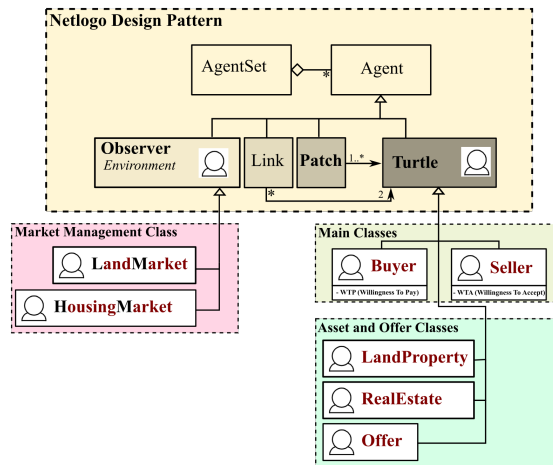 Netlogo Design Pattern
AgentSet
*
Agent
Observer
Environment
Link
Patch
1..*
Turtle
*
2
Market Management Class
LandMarket
HousingMarket
Main Classes
Buyer
- WTP (Willingness To Pay)
Seller
- WTA (Willingness To Accept)
Asset and Offer Classes
LandProperty
RealEstate
Offer